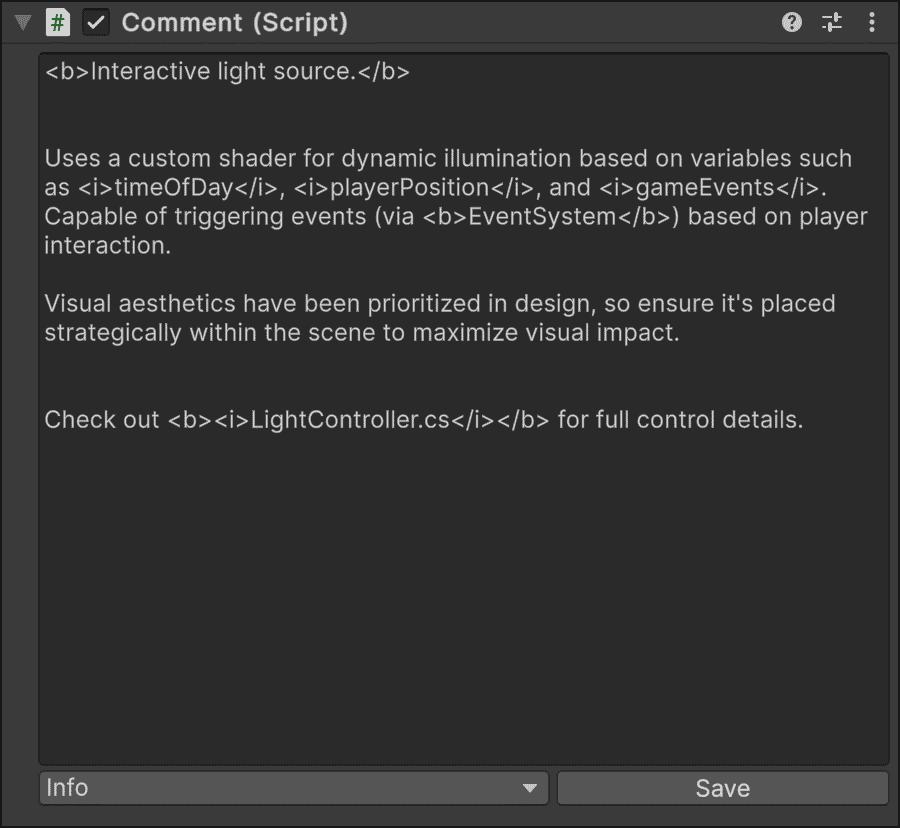 Comment (Script)
<b>Interactive light source.</b>
Uses a custom shader for dynamic illumination based on variables such
as <i>timeOfDay</i>, <i>playerPosition</i>, and <i>gameEvents</i>.
Capable of triggering events (via <b>EventSystem</b>) based on player
interaction.
Visual aesthetics have been prioritized in design, so ensure it's placed
strategically within the scene to maximize visual impact.
Check out <b><i>LightController.cs</i></b> for full control details.
Info
Save